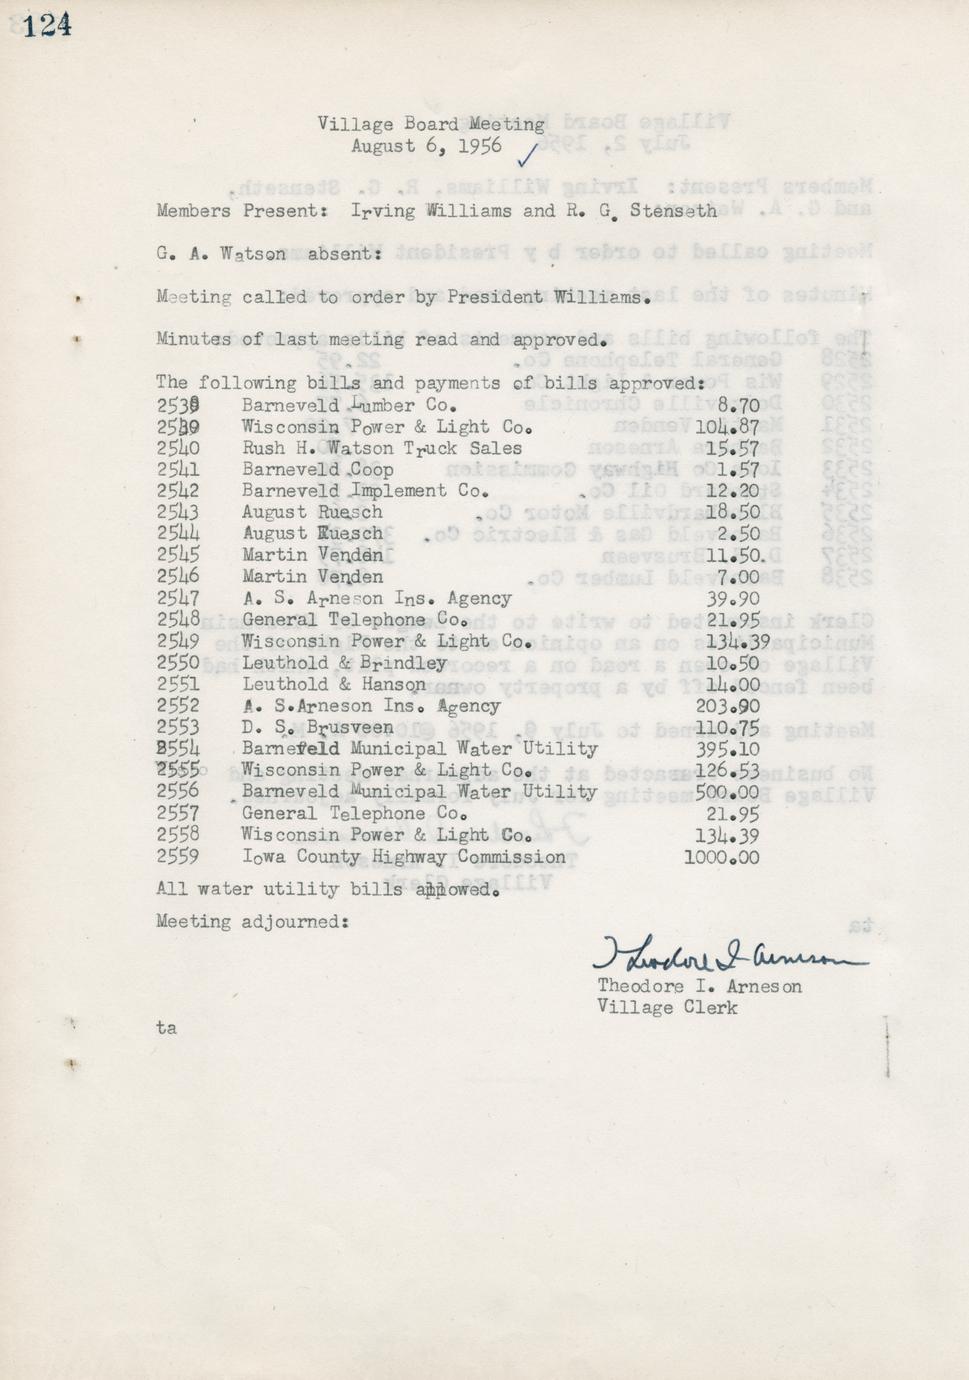 124
Village Board Meeting
August 6, 1956
Members Present: Irving Williams and R. G. Stenseth
G. A. Watson absent:
Meeting called to order by President Williams.
Minutes of last meeting read and approved.
The following bills and payments of bills approved:
2538 Barneveld Lumber Co. 8.70
2539 Wisconsin Power & Light Co. 104.87
2540 Rush H. Watson Truck Sales 15.57
2541 Barneveld Coop 1.57
2542 Barneveld Implement Co. 12.20
2543 August Ruesch 18.50
2544 August Ruesch 2.50
2545 Martin Venden 11.50.
2546 Martin Venden 7.00
2547 A. S. Arneson Ins. Agency 39.90
2548 General Telephone Co. 21.95
2549 Wisconsin Power & Light Co. 134.39
2550 Leuthold & Brindley 10.50
2551 Leuthold & Hanson 14.00
2552 A. S.Arneson Ins. Agency 203.90
2553 D. S. Brusveen 110.75
2554 Barneveld Municipal Water Utility 395.10
2555 Wisconsin Power & Light Co. 126.53
2556 Barneveld Municipal Water Utility 500.00
2557 General Telephone Co. 21.95
2558 Wisconsin Power & Light Co. 134.39
2559 Iowa County Highway Commission 1000.00
All water utility bills allowed.
Meeting adjourned:
Theodore I Arneson
Theodore I. Arneson
Village Clerk
ta